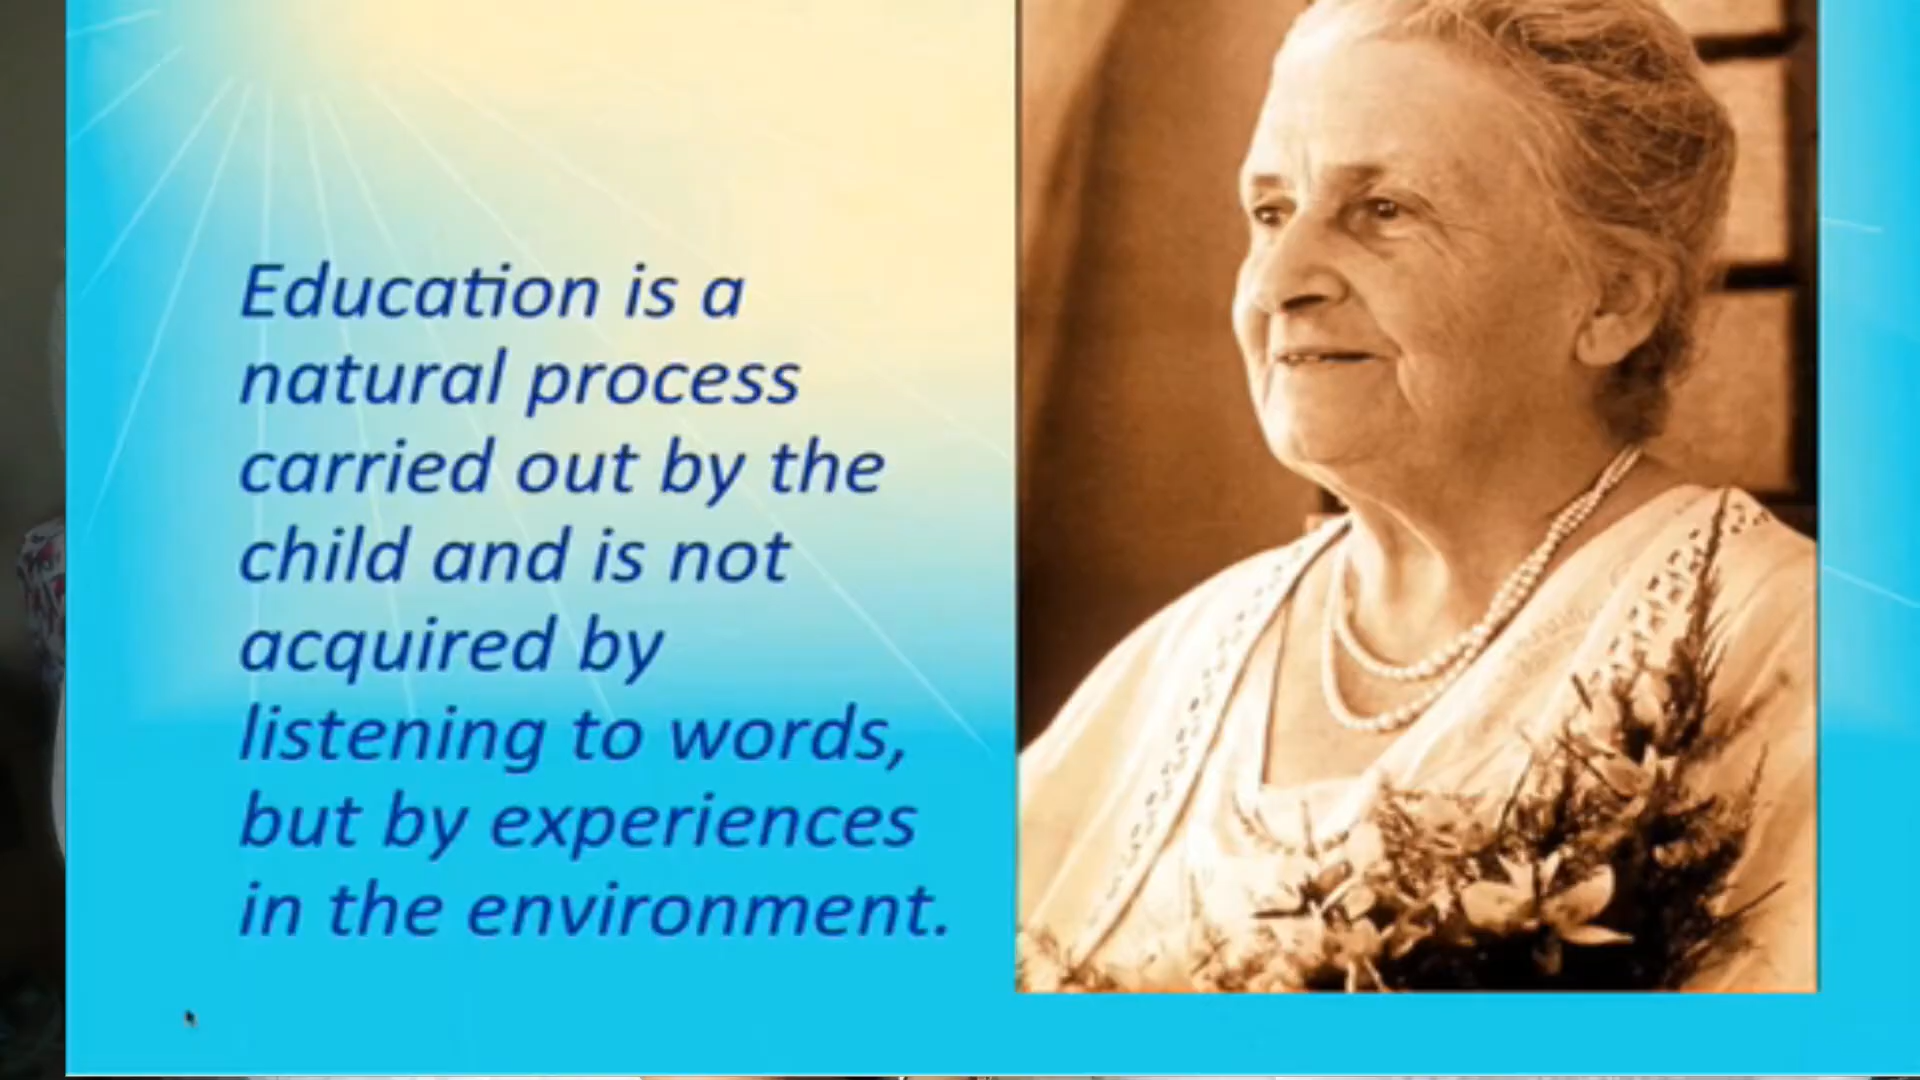 Education is a
natural process
carried out by the
child and is not
acquired by
listening to words,
but by experiences
in the environment.